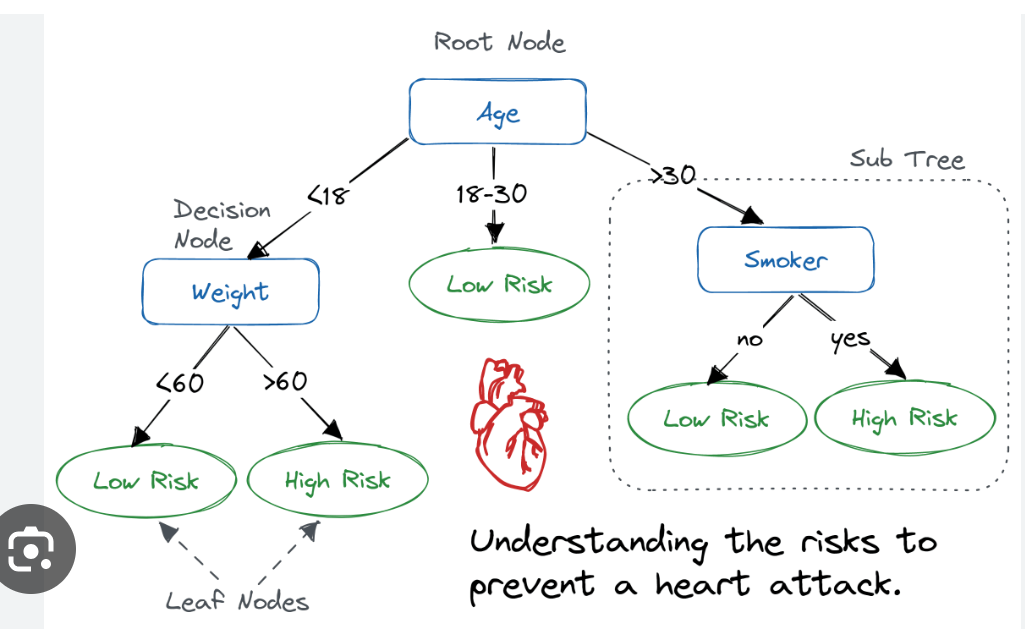 Root Node
Age
Sub Tree
<18
18-30
>30
Decision
Node
Weight
Low Risk
Smoker
<60
>60
no
yes
Low Risk
High Risk
Low Risk
High Risk
Leaf Nodes
Understanding the risks to
prevent a heart attack.